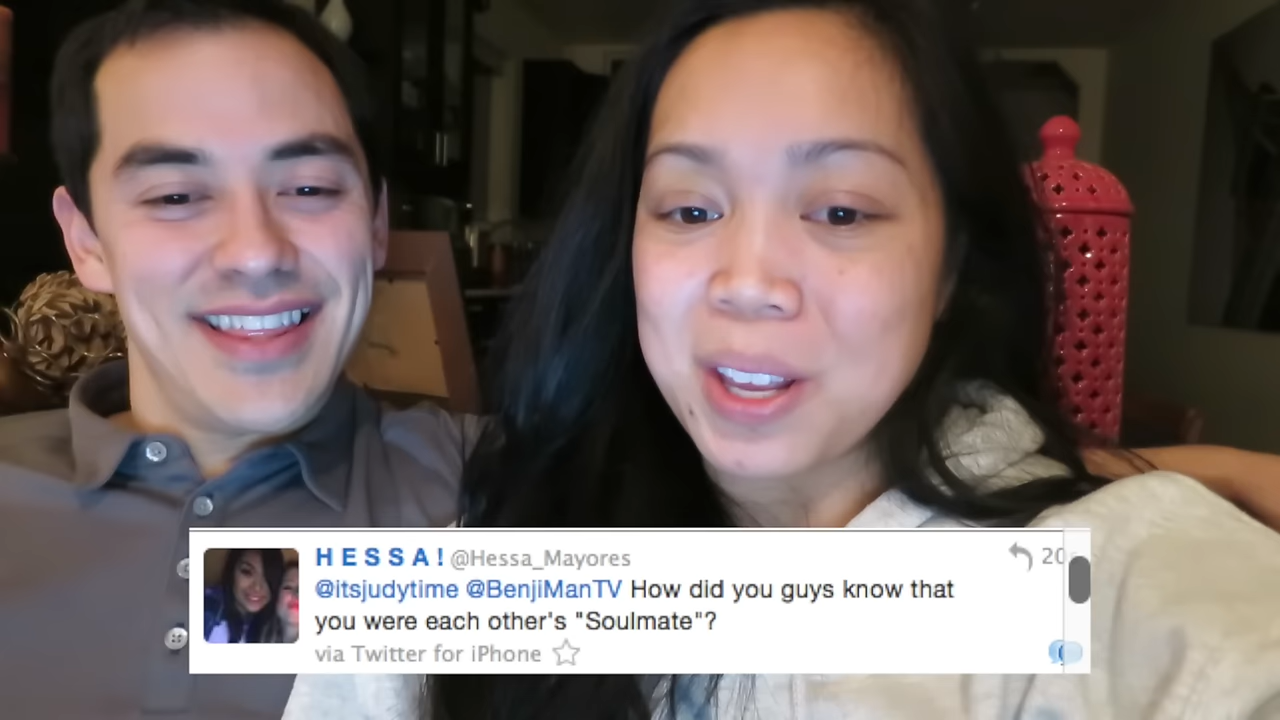 H E S S A ! @Hessa_Mayores
@itsjudytime @BenjiManTV How did you guys know that
you were each other's "Soulmate"?
via Twitter for iPhone